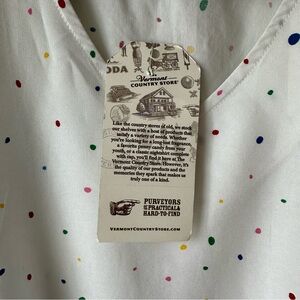 ODA
Vermont
COUNTRY STORE
Like the country stores of old, we stock
our shelves with a host of products that
satisfy a variety of needs. Whether
you're looking for a long-lost fragrance,
a favorite penny candy from your
youth, or a classic nightshirt complete
with cap, you'll find it here at The
Vermont Country Store. However, it's
the quality of our products and the
memories they spark that makes us
truly one of a kind.
PURVEYORS
OF THE PRACTICAL &
HARD-TO-FIND
VERMONTCOUNTRYSTORE.COM